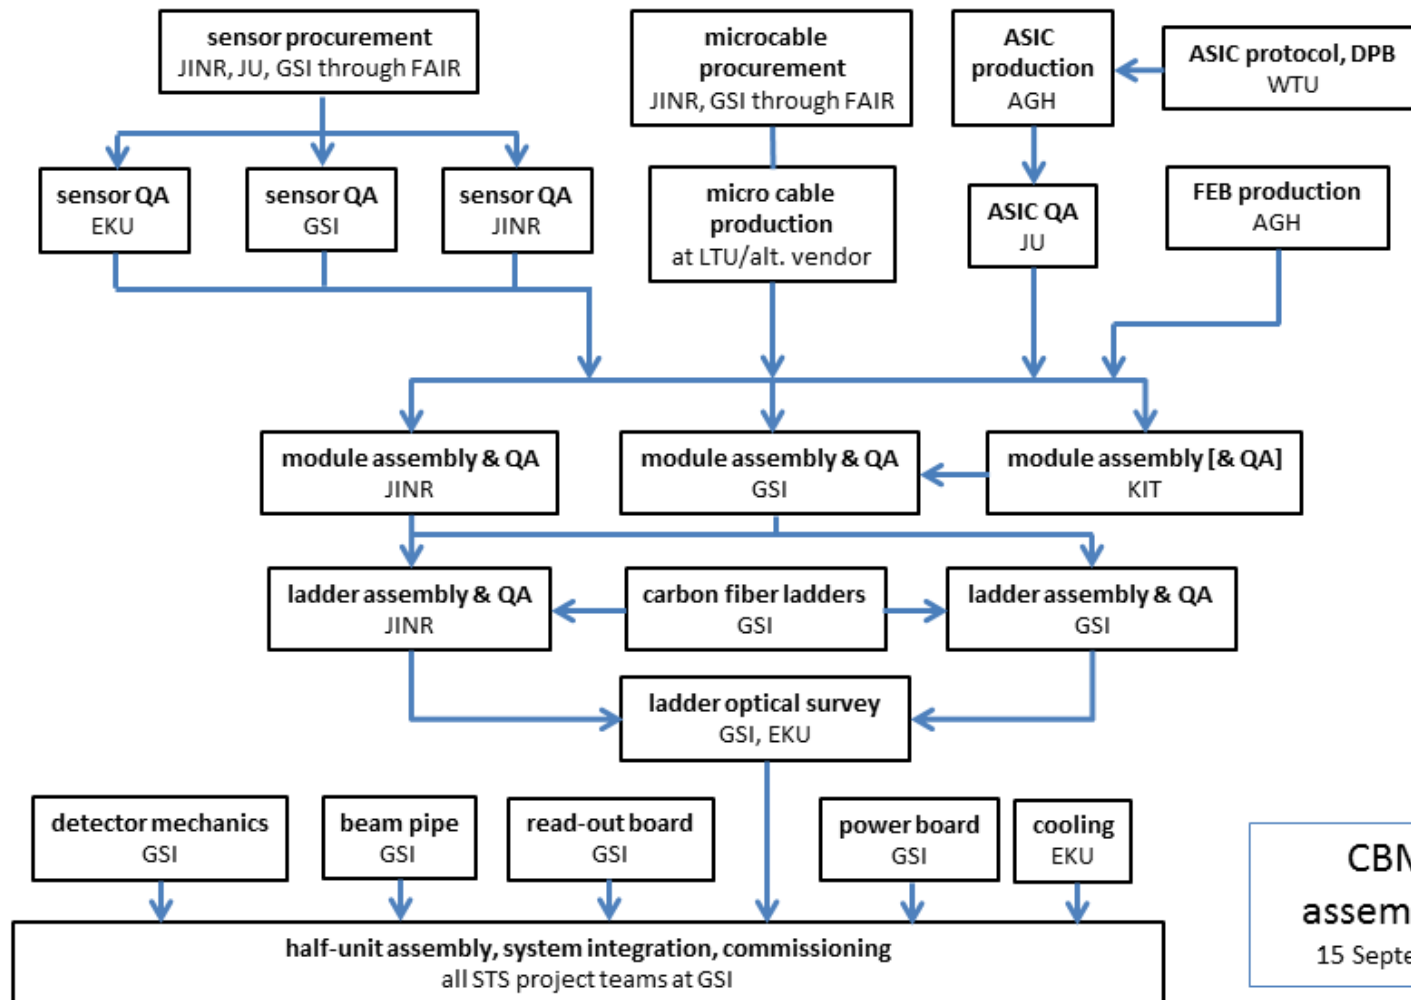 sensor procurement
JINR, JU, GSI through FAIR
microcable
procurement
JINR, GSI through FAIR
ASIC
production
AGH
ASIC protocol, DPB
WTU
sensor QA
EKU
sensor QA
GSI
sensor QA
JINR
micro cable
production
at LTU/alt. vendor
ASIC QA
JU
FEB production
AGH
module assembly & QA
JINR
module assembly & QA
GSI
module assembly [& QA]
KIT
ladder assembly & QA
JINR
carbon fiber ladders
GSI
ladder assembly & QA
GSI
ladder optical survey
GSI, EKU
detector mechanics
GSI
beam pipe
GSI
read-out board
GSI
power board
GSI
cooling
EKU
half-unit assembly, system integration, commissioning
all STS project teams at GSI
CBM
assem
15 Septe